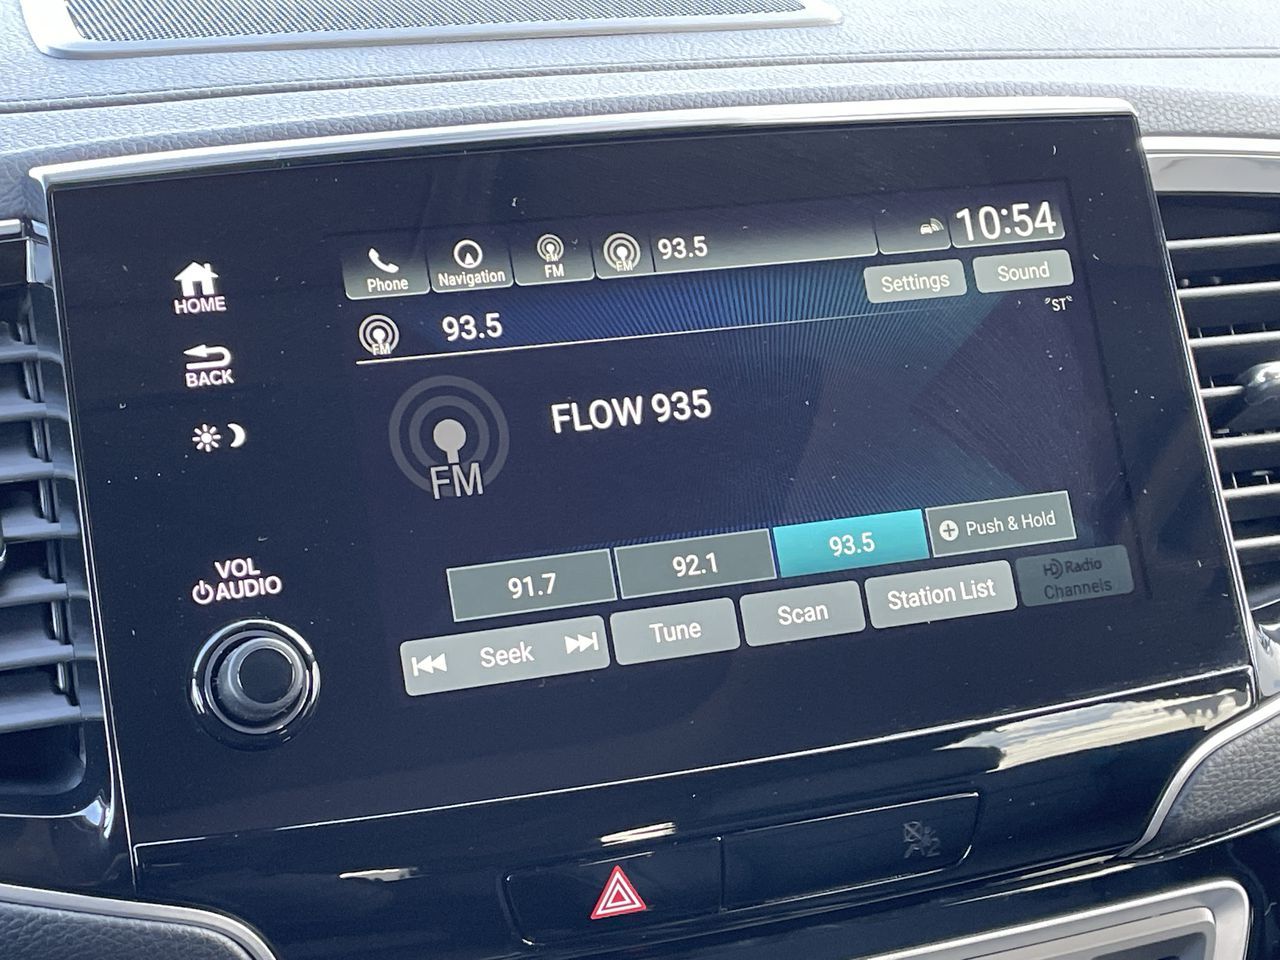 HOME
BACK
VOL
AUDIO
Phone
Navigation
FM
FM
93.5
10:54
Settings
Sound
"ST"
FM
93.5
FM
FLOW 935
91.7
92.1
93.5
Push & Hold
Seek
Tune
Scan
Station List
HD Radio
Channels
2